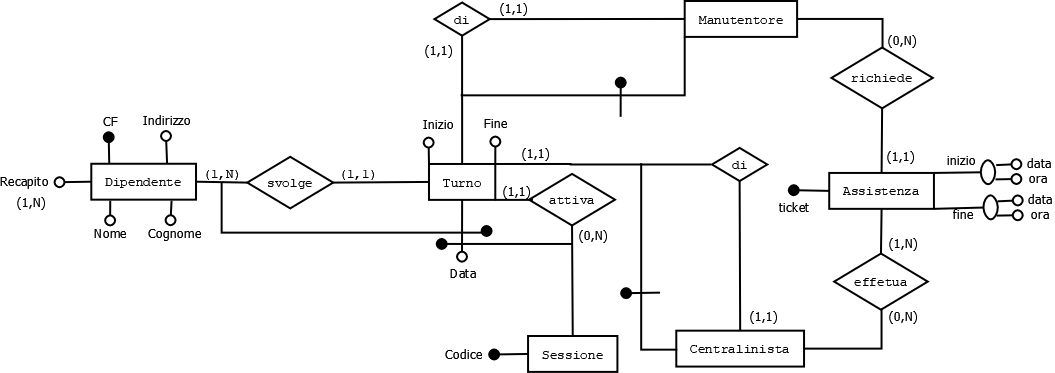 di
(1,1)
Manutentore
(1,1)
(0,N)
richiede
CF
Indirizzo
Inizio
Fine
(1,1)
di
(1,1)
inizio
data
ora
Recapito
(1,N)
Dipendente
(1,N)
svolge
(1,1)
Turno
(1,1)
attiva
Assistenza
ticket
fine
data
ora
Nome
Cognome
(0,N)
(1,N)
Data
effetua
(1,1)
(0,N)
Codice
Sessione
Centralinista